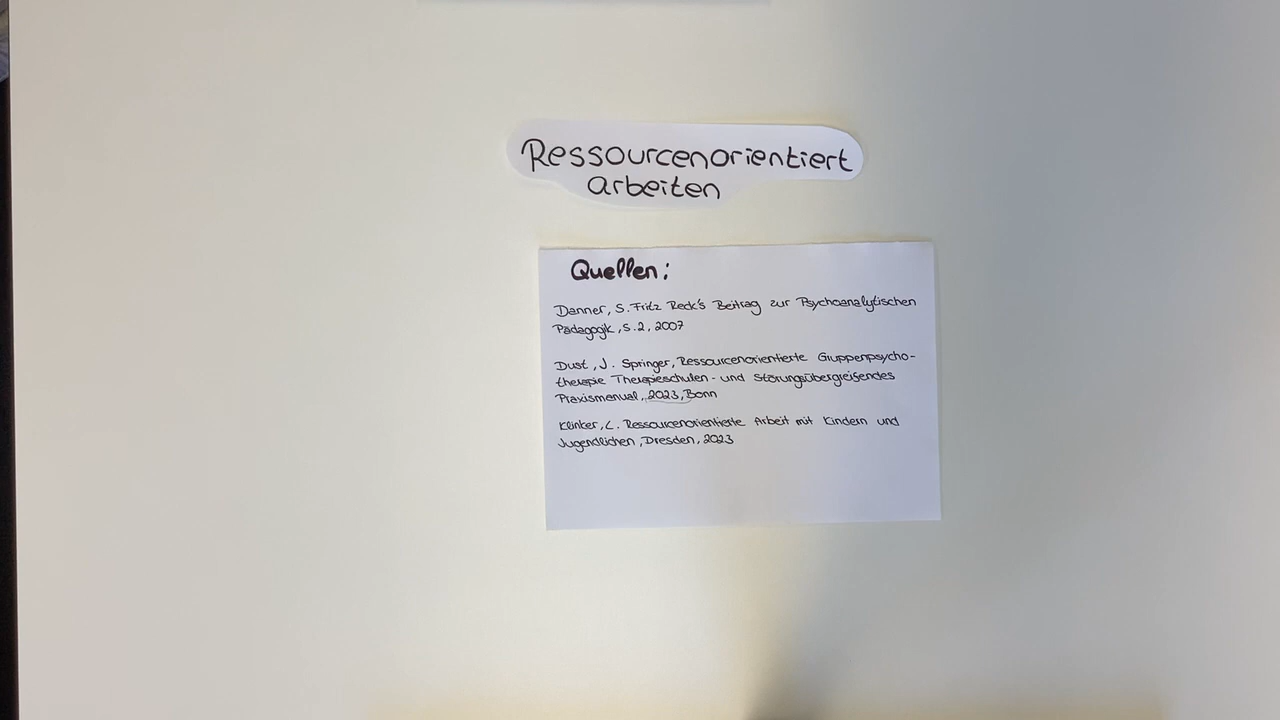 Ressourcenorientiert
arbeiten
Quellen:
Danner, S. Fritz Reck's Beitrag zur Psychoanalytischen
Pädagogik, S.2, 2007
Dust, J. Springer, Ressourcenorientierte Gruppenpsycho-
therapie Therapieschulen- und Störungsübergreifendes
Praxismanual, 2023, Bonn
Klinker, L. Ressourcenorientierte Arbeit mit Kindern und
Jugendlichen, Dresden, 2023